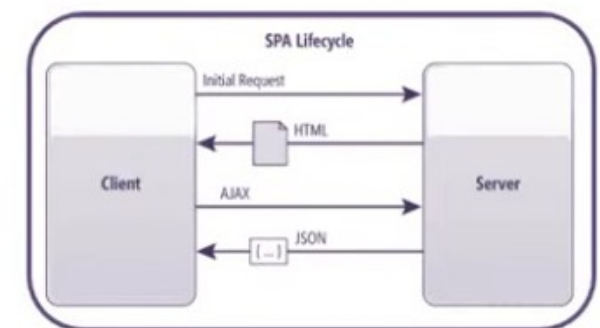 SPA Lifecycle
Initial Request
HTML
Client
Server
AJAX
JSON
{ ... }